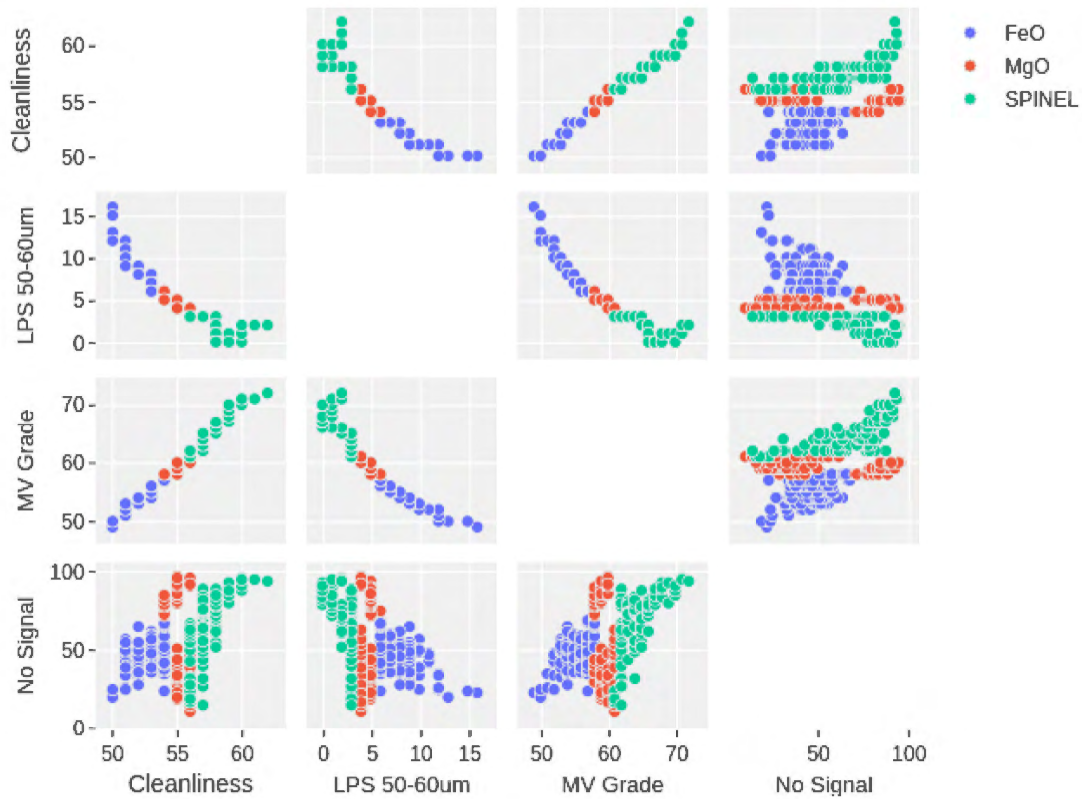 Cleanliness
60
55
50
FeO
MgO
SPINEL
LPS 50-60um
15
10
5
0
MV Grade
70
60
50
No Signal
100
50
0
50 55 60
0 5 10 15
50 60 70
50 100
Cleanliness
LPS 50-60um
MV Grade
No Signal